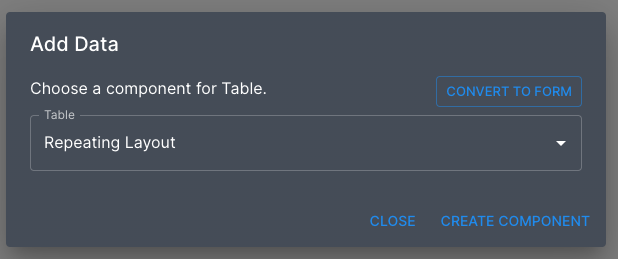 Add Data
Choose a component for Table.
CONVERT TO FORM
Table
Repeating Layout
CLOSE
CREATE COMPONENT